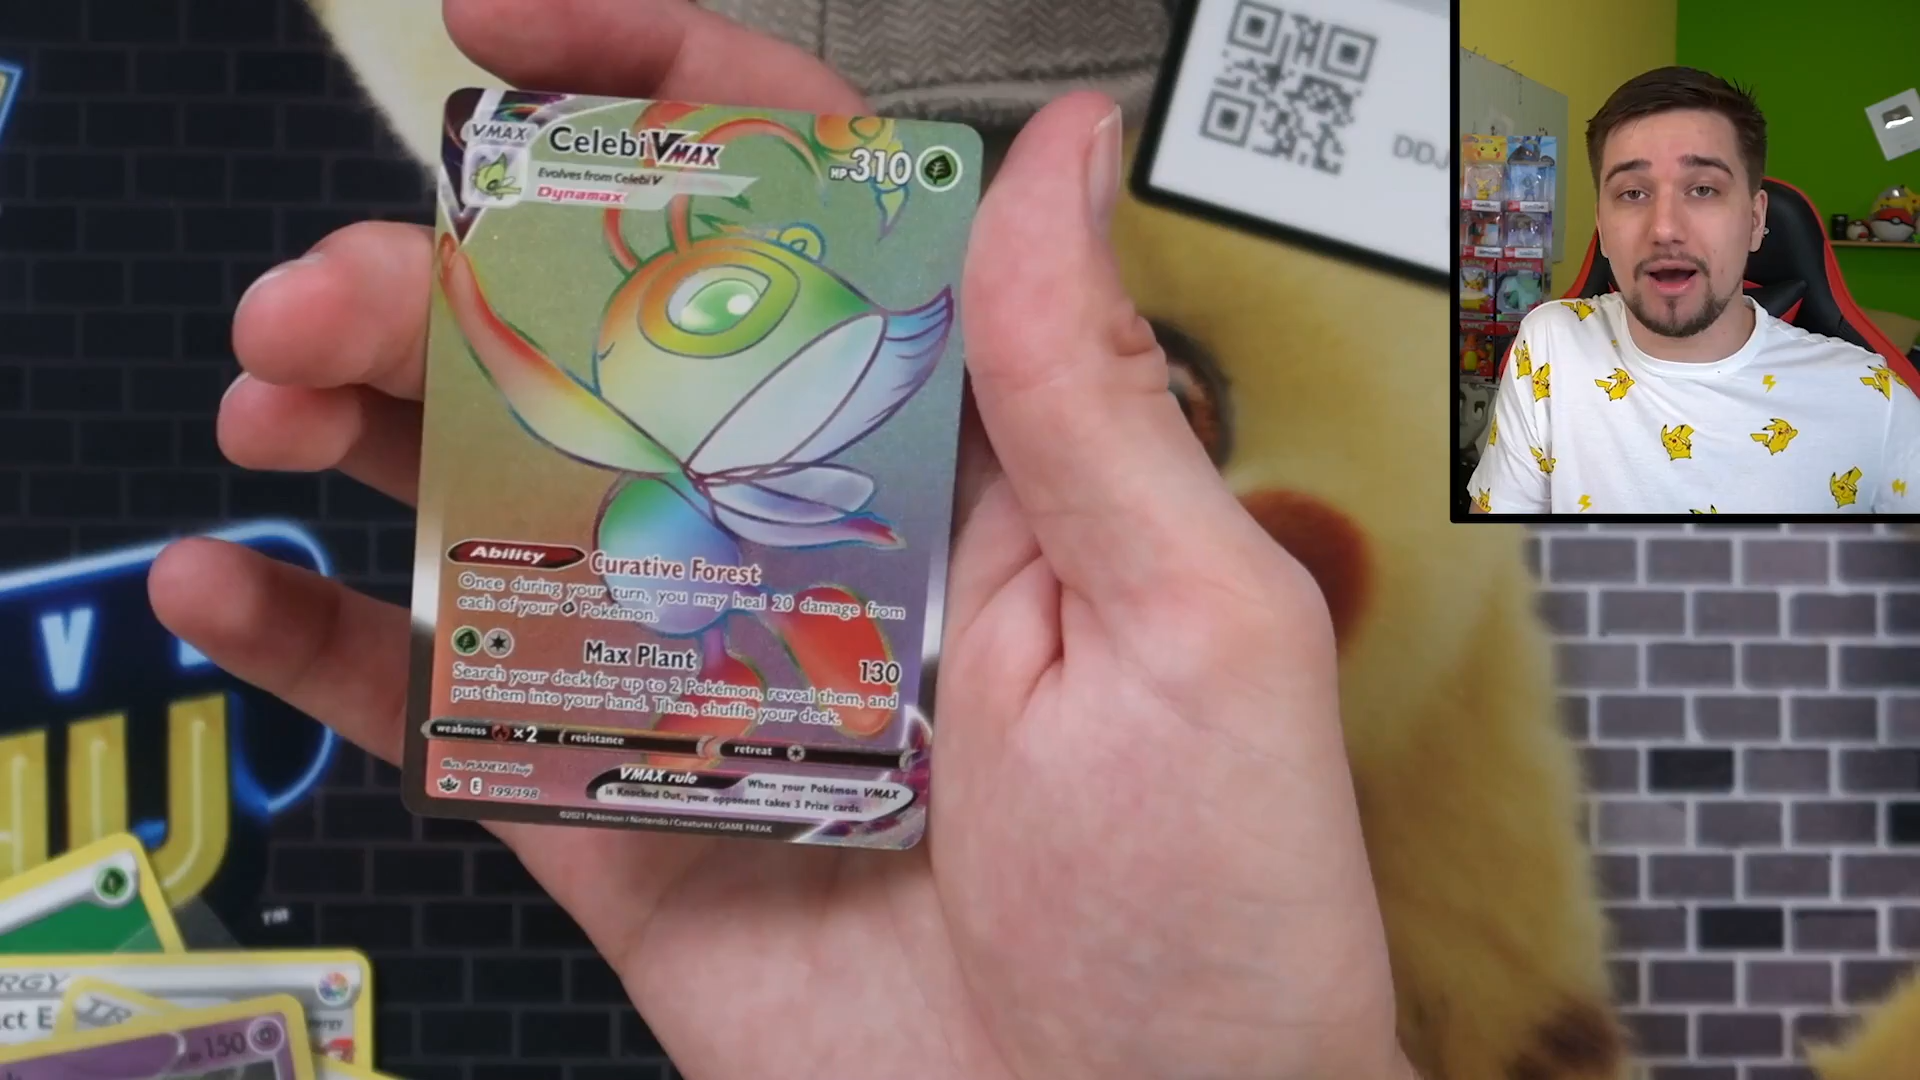 VMAX
Celebi VMAX
HP 310
Evolves from Celebi V
Dynamax
Ability Curative Forest
Once during your turn, you may heal 20 damage from
each of your Pokémon.
Max Plant 130
Search your deck for up to 2 Pokémon, reveal them, and
put them into your hand. Then, shuffle your deck.
weakness ×2 resistance retreat
Illus. PLANETA Tsuji
VMAX rule When your Pokémon VMAX
is Knocked Out, your opponent takes 3 Prize cards.
E 199/198
©2021 Pokémon / Nintendo / Creatures / GAME FREAK
DDJ
V
TM
150